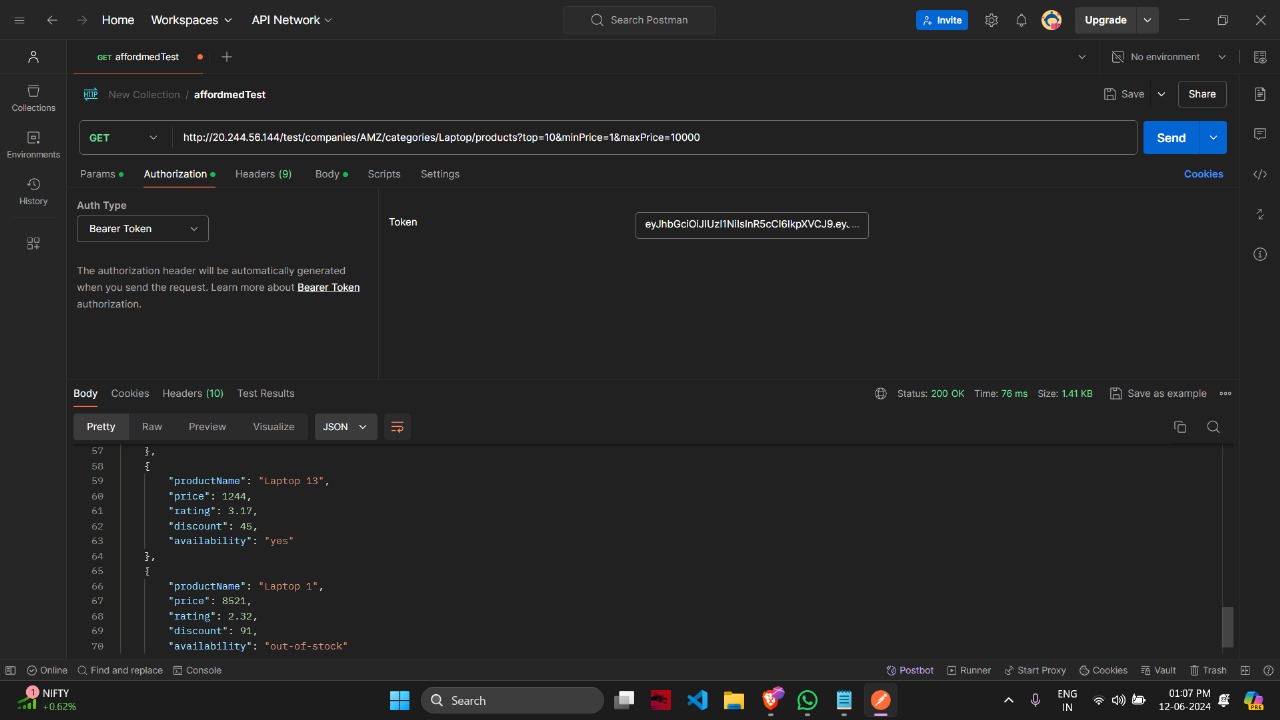 Home Workspaces API Network Search Postman Invite Upgrade
GET affordmedTest No environment
HTTP New Collection / affordmedTest Save Share
GET http://20.244.56.144/test/companies/AMZ/categories/Laptop/products?top=10&minPrice=1&maxPrice=10000 Send
Params Authorization Headers (9) Body Scripts Settings Cookies
Collections
Environments
History
Auth Type
Bearer Token
Token
The authorization header will be automatically generated
when you send the request. Learn more about Bearer Token
authorization.
Body Cookies Headers (10) Test Results Status: 200 OK Time: 76 ms Size: 1.41 KB Save as example
Pretty Raw Preview Visualize JSON
57 },
58 {
59 "productName": "Laptop 13",
60 "price": 1244,
61 "rating": 3.17,
62 "discount": 45,
63 "availability": "yes"
64 },
65 {
66 "productName": "Laptop 1",
67 "price": 8521,
68 "rating": 2.32,
69 "discount": 91,
70 "availability": "out-of-stock"
Online Find and replace Console Postbot Runner Start Proxy Cookies Vault Trash
1 NIFTY
+0.62%
Search
ENG
IN
01:07 PM
12-06-2024
PRE